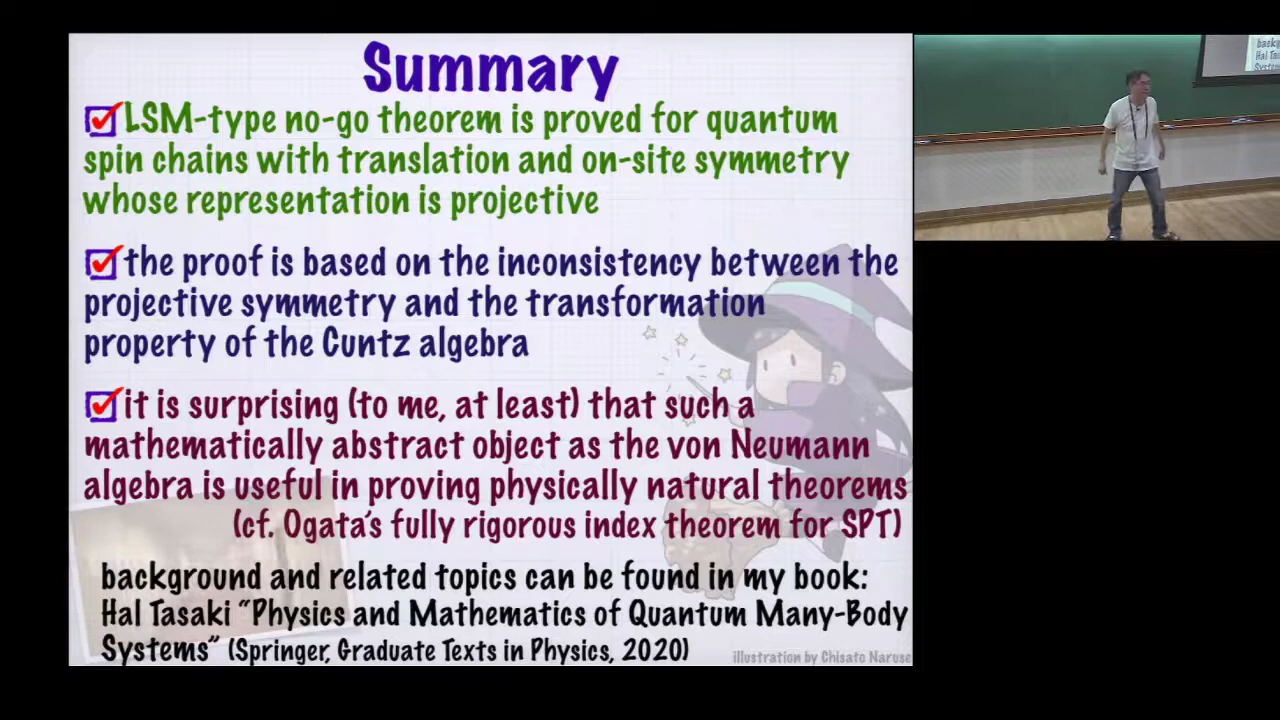 Summary
LSM-type no-go theorem is proved for quantum
spin chains with translation and on-site symmetry
whose representation is projective
the proof is based on the inconsistency between the
projective symmetry and the transformation
property of the Cuntz algebra
it is surprising (to me, at least) that such a
mathematically abstract object as the von Neumann
algebra is useful in proving physically natural theorems
(cf. Ogata's fully rigorous index theorem for SPT)
background and related topics can be found in my book:
Hal Tasaki “Physics and Mathematics of Quantum Many-Body
Systems” (Springer, Graduate Texts in Physics, 2020)
illustration by Chisato Naruse